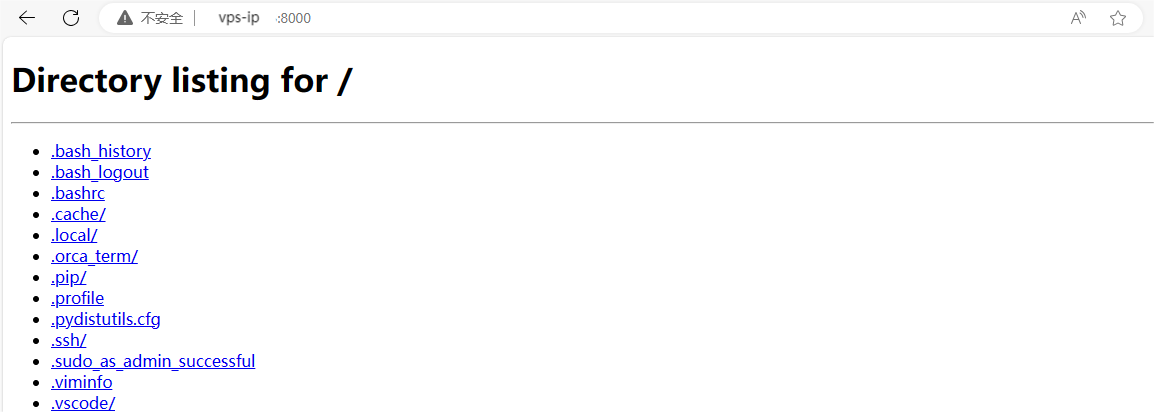 不安全 | vps-ip :8000
Directory listing for /
.bash_history
.bash_logout
.bashrc
.cache/
.local/
.orca_term/
.pip/
.profile
.pydistutils.cfg
.ssh/
.sudo_as_admin_successful
.viminfo
.vscode/